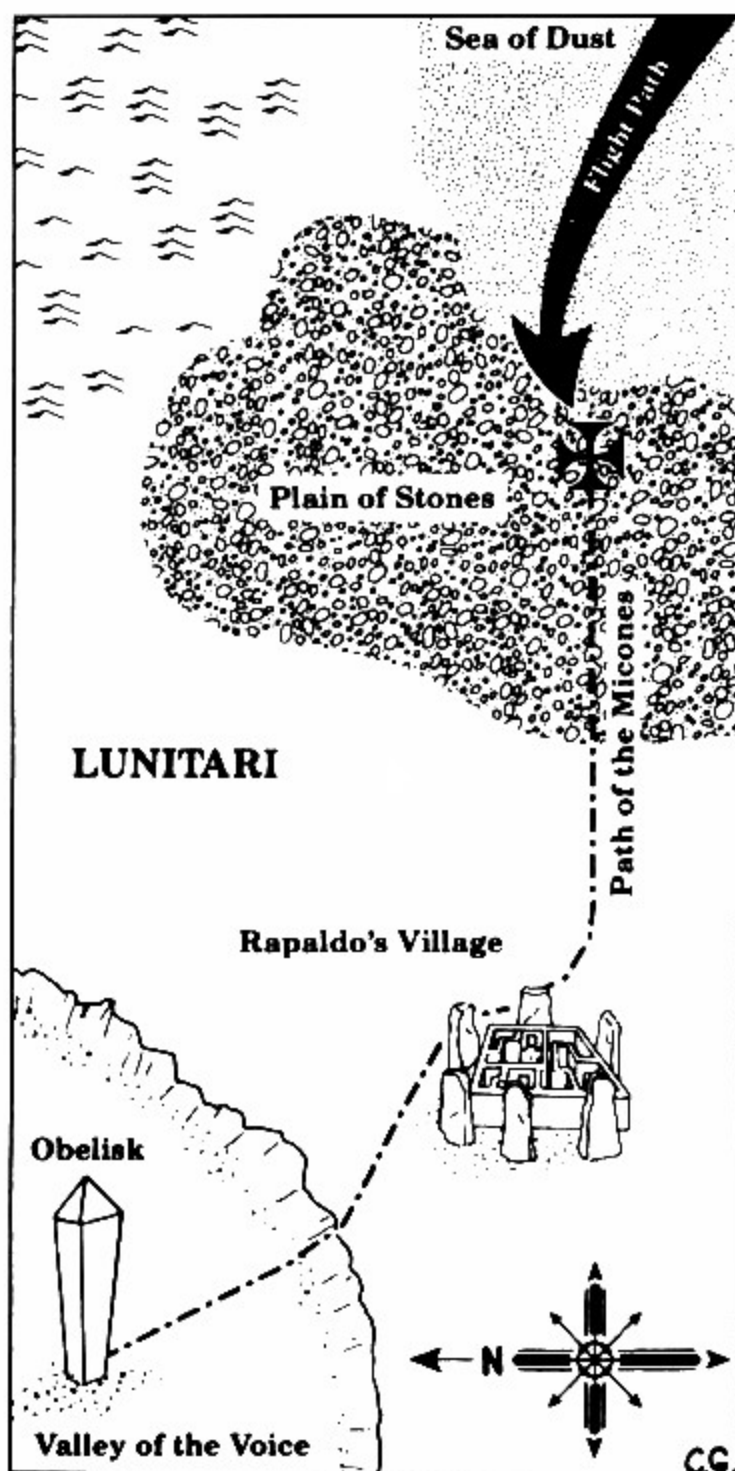 Sea of Dust
Flight Path
Plain of Stones
Path of the Micones
LUNITARI
Rapaldo's Village
Obelisk
N
Valley of the Voice
CG